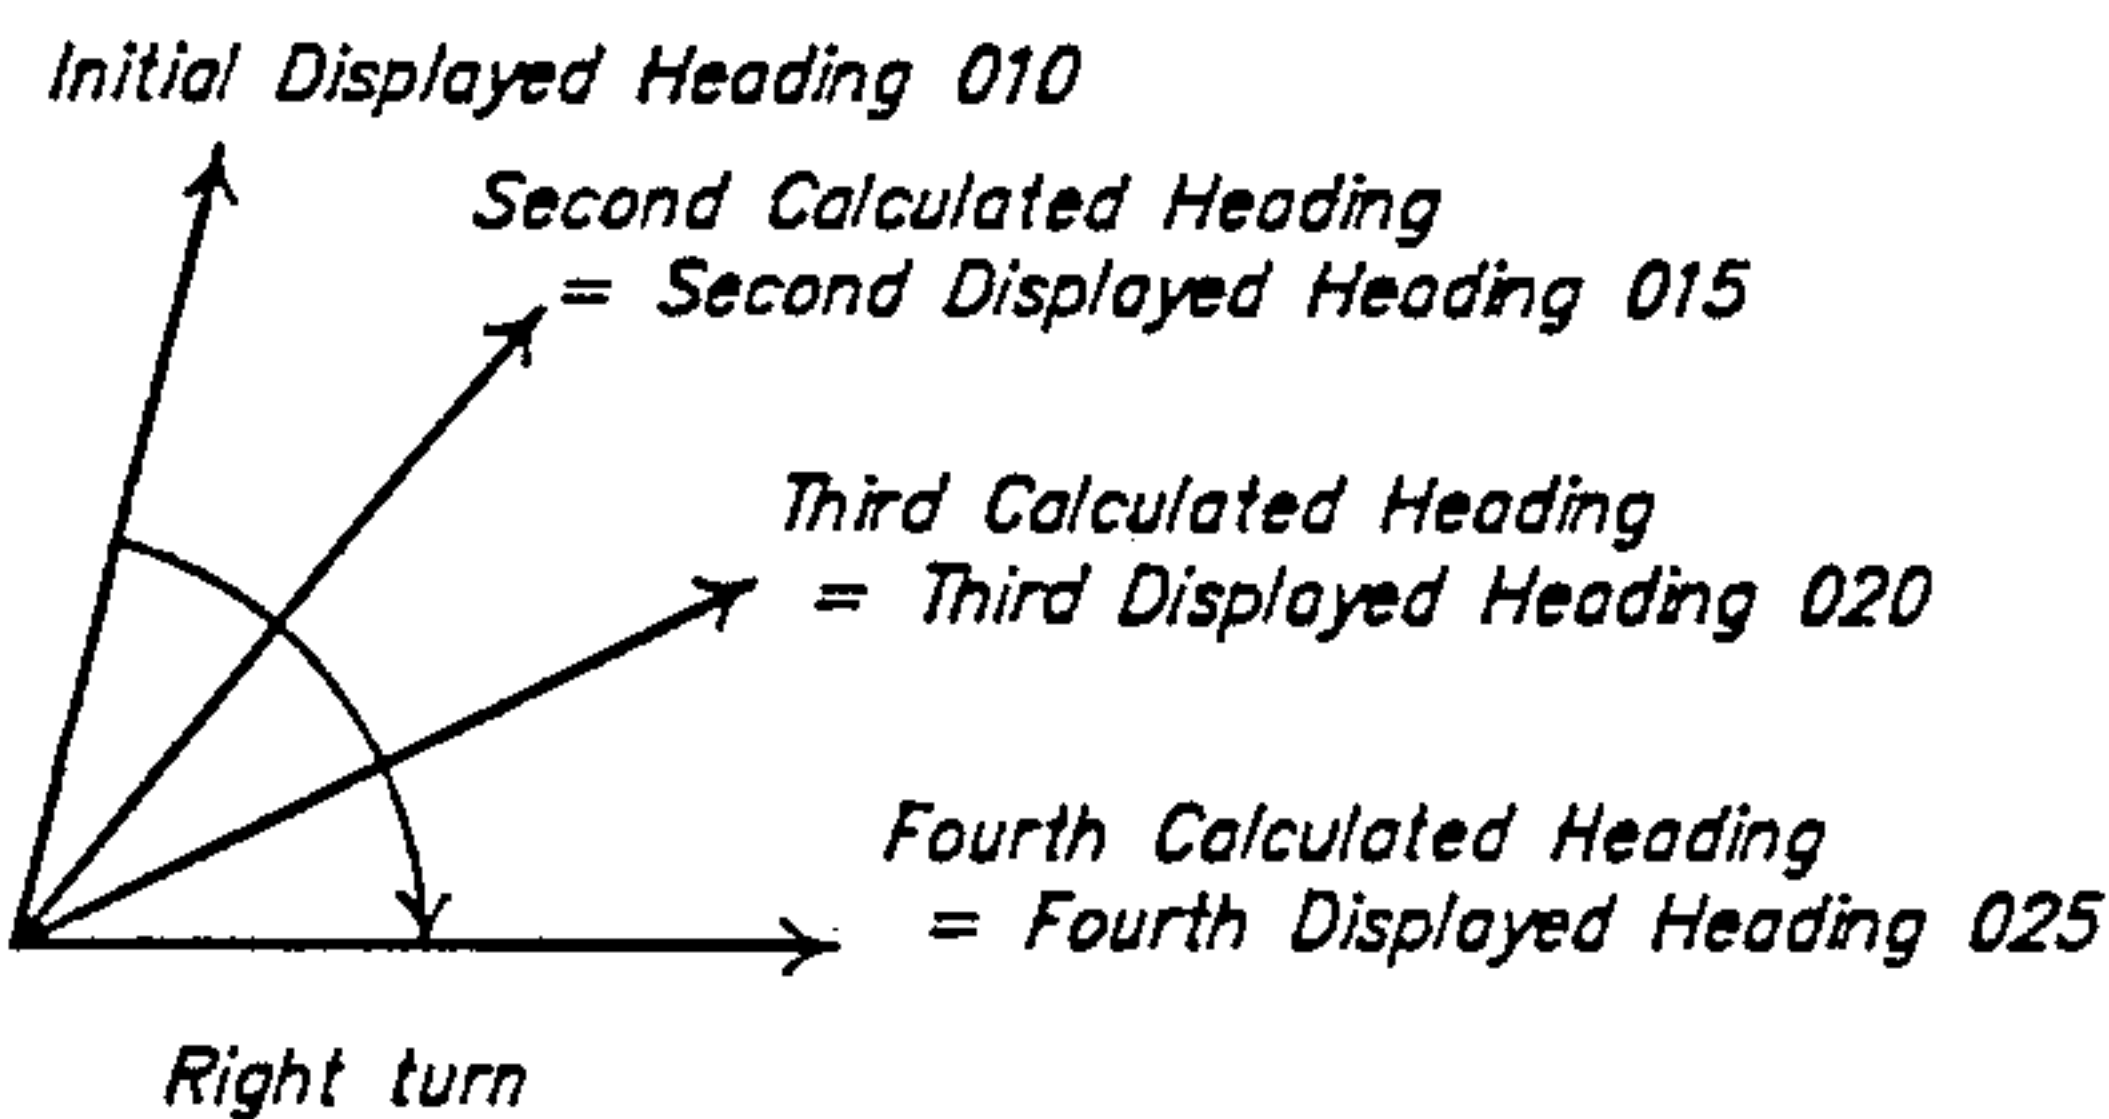 Initial Displayed Heading 010
Second Calculated Heading
= Second Displayed Heading 015
Third Calculated Heading
= Third Displayed Heading 020
Fourth Calculated Heading
= Fourth Displayed Heading 025
Right turn